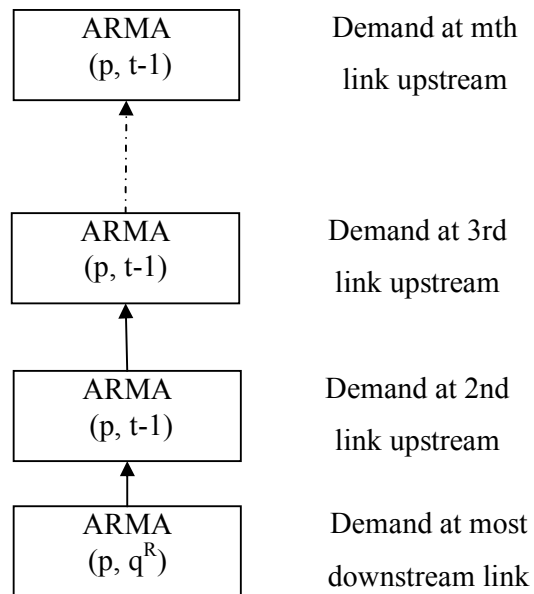 ARMA
(p, t-1)
Demand at mth
link upstream
ARMA
(p, t-1)
Demand at 3rd
link upstream
ARMA
(p, t-1)
Demand at 2nd
link upstream
ARMA
(p, q^R)
Demand at most
downstream link